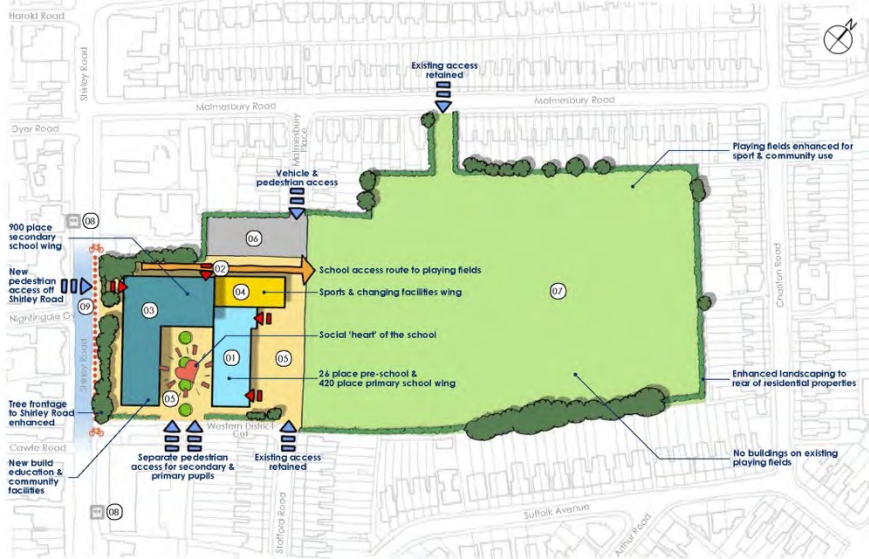 Harold Road
Shirley Road
N
Existing access
retained
Malmesbury Road
Malmesbury Road
Dyer Road
Malmesbury
Place
Playing fields enhanced for
sport & community use
Vehicle &
pedestrian access
08
900 place
secondary
school wing
06
New
pedestrian
access off
Shirley Road
02
School access route to playing fields
04
Sports & changing facilities wing
07
09
03
Charlton Road
Social 'heart' of the school
01
05
26 place pre-school &
420 place primary school wing
Shirley Road
Enhanced landscaping to
rear of residential properties
05
Tree frontage
to Shirley Road
enhanced
Western District
Cut
Cawte Road
New build
education &
community
facilities
Separate pedestrian
access for secondary &
primary pupils
Existing access
retained
No buildings on existing
playing fields
08
Stafford Road
Suffolk Avenue
Arthur Road